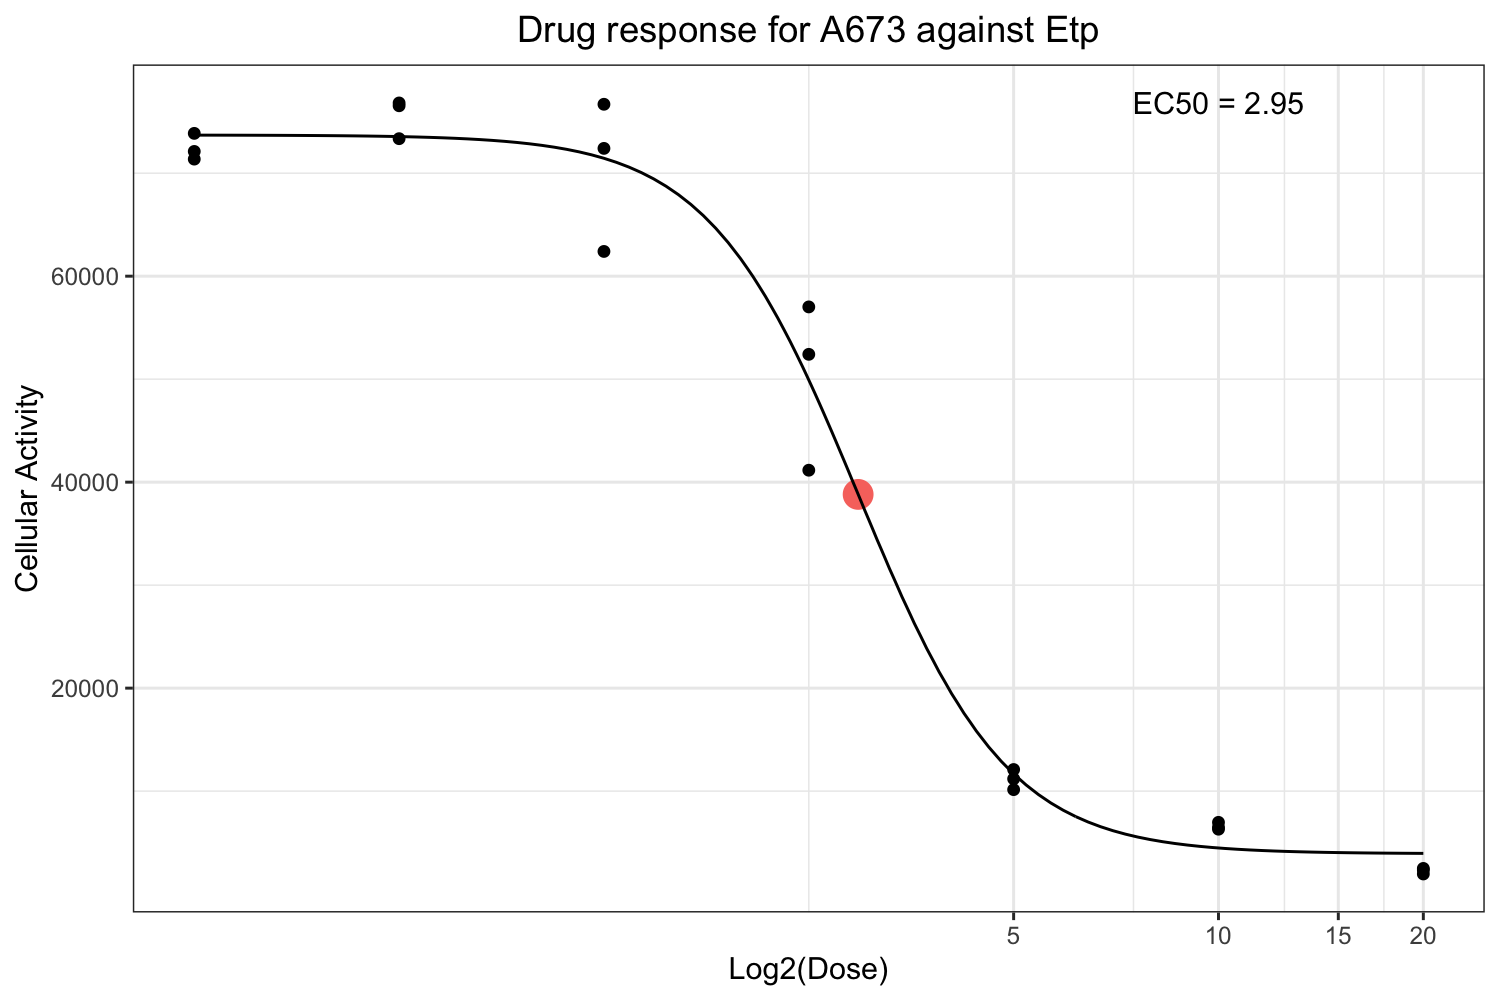 Drug response for A673 against Etp
EC50 = 2.95
60000
40000
20000
Cellular Activity
5 10 15 20
Log2(Dose)